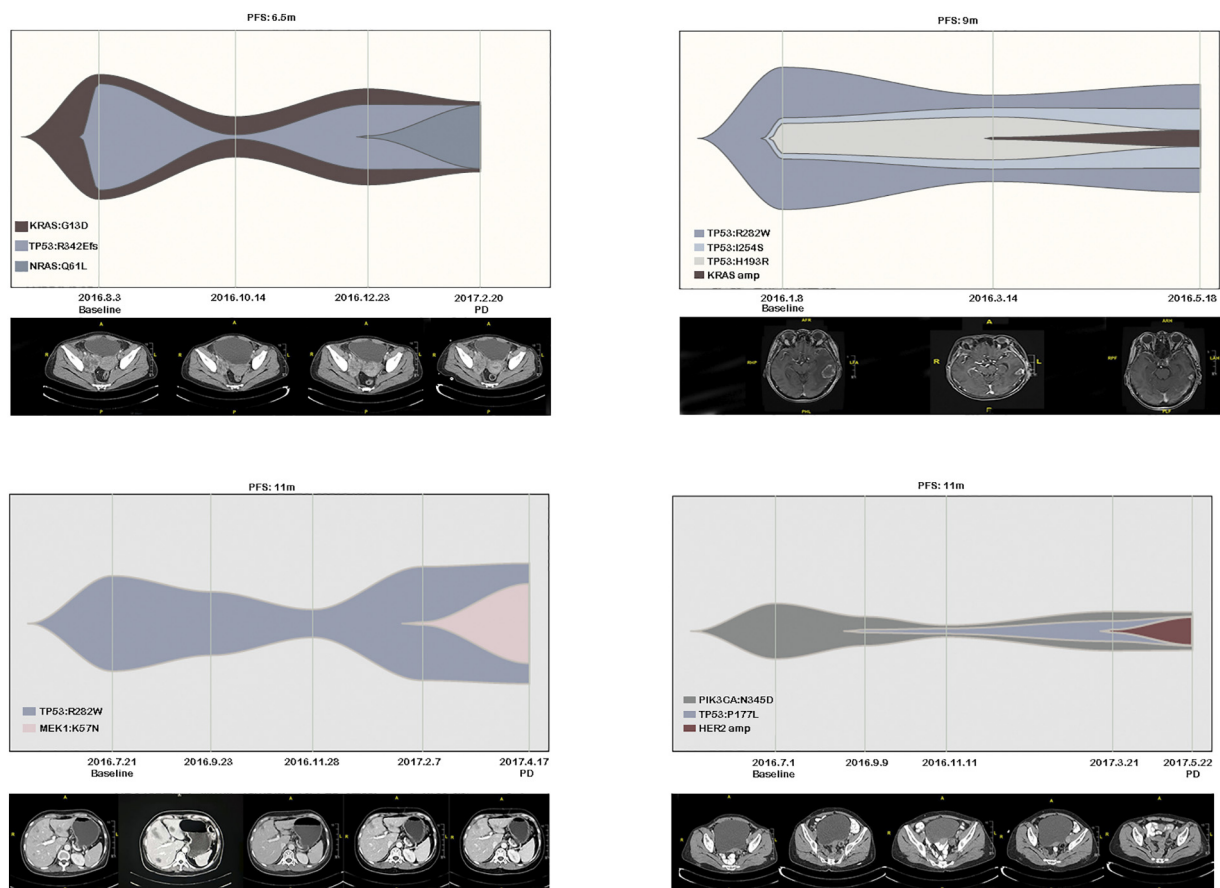 PFS: 6.5m
KRAS:G13D
TP53:R342Efs
NRAS:Q61L
2016.8.3 2016.10.14 2016.12.23 2017.2.20
Baseline PD
A A A A
R L R L R L R L
P P P P
PFS: 9m
TP53:R282W
TP53:I254S
TP53:H193R
KRAS amp
2016.1.8 2016.3.14 2016.5.18
Baseline
A
R L
PFS: 11m
TP53:R282W
MEK1:K57N
2016.7.21 2016.9.23 2016.11.28 2017.2.7 2017.4.17
Baseline PD
PFS: 11m
PIK3CA:N345D
TP53:P177L
HER2 amp
2016.7.1 2016.9.9 2016.11.11 2017.3.21 2017.5.22
Baseline PD